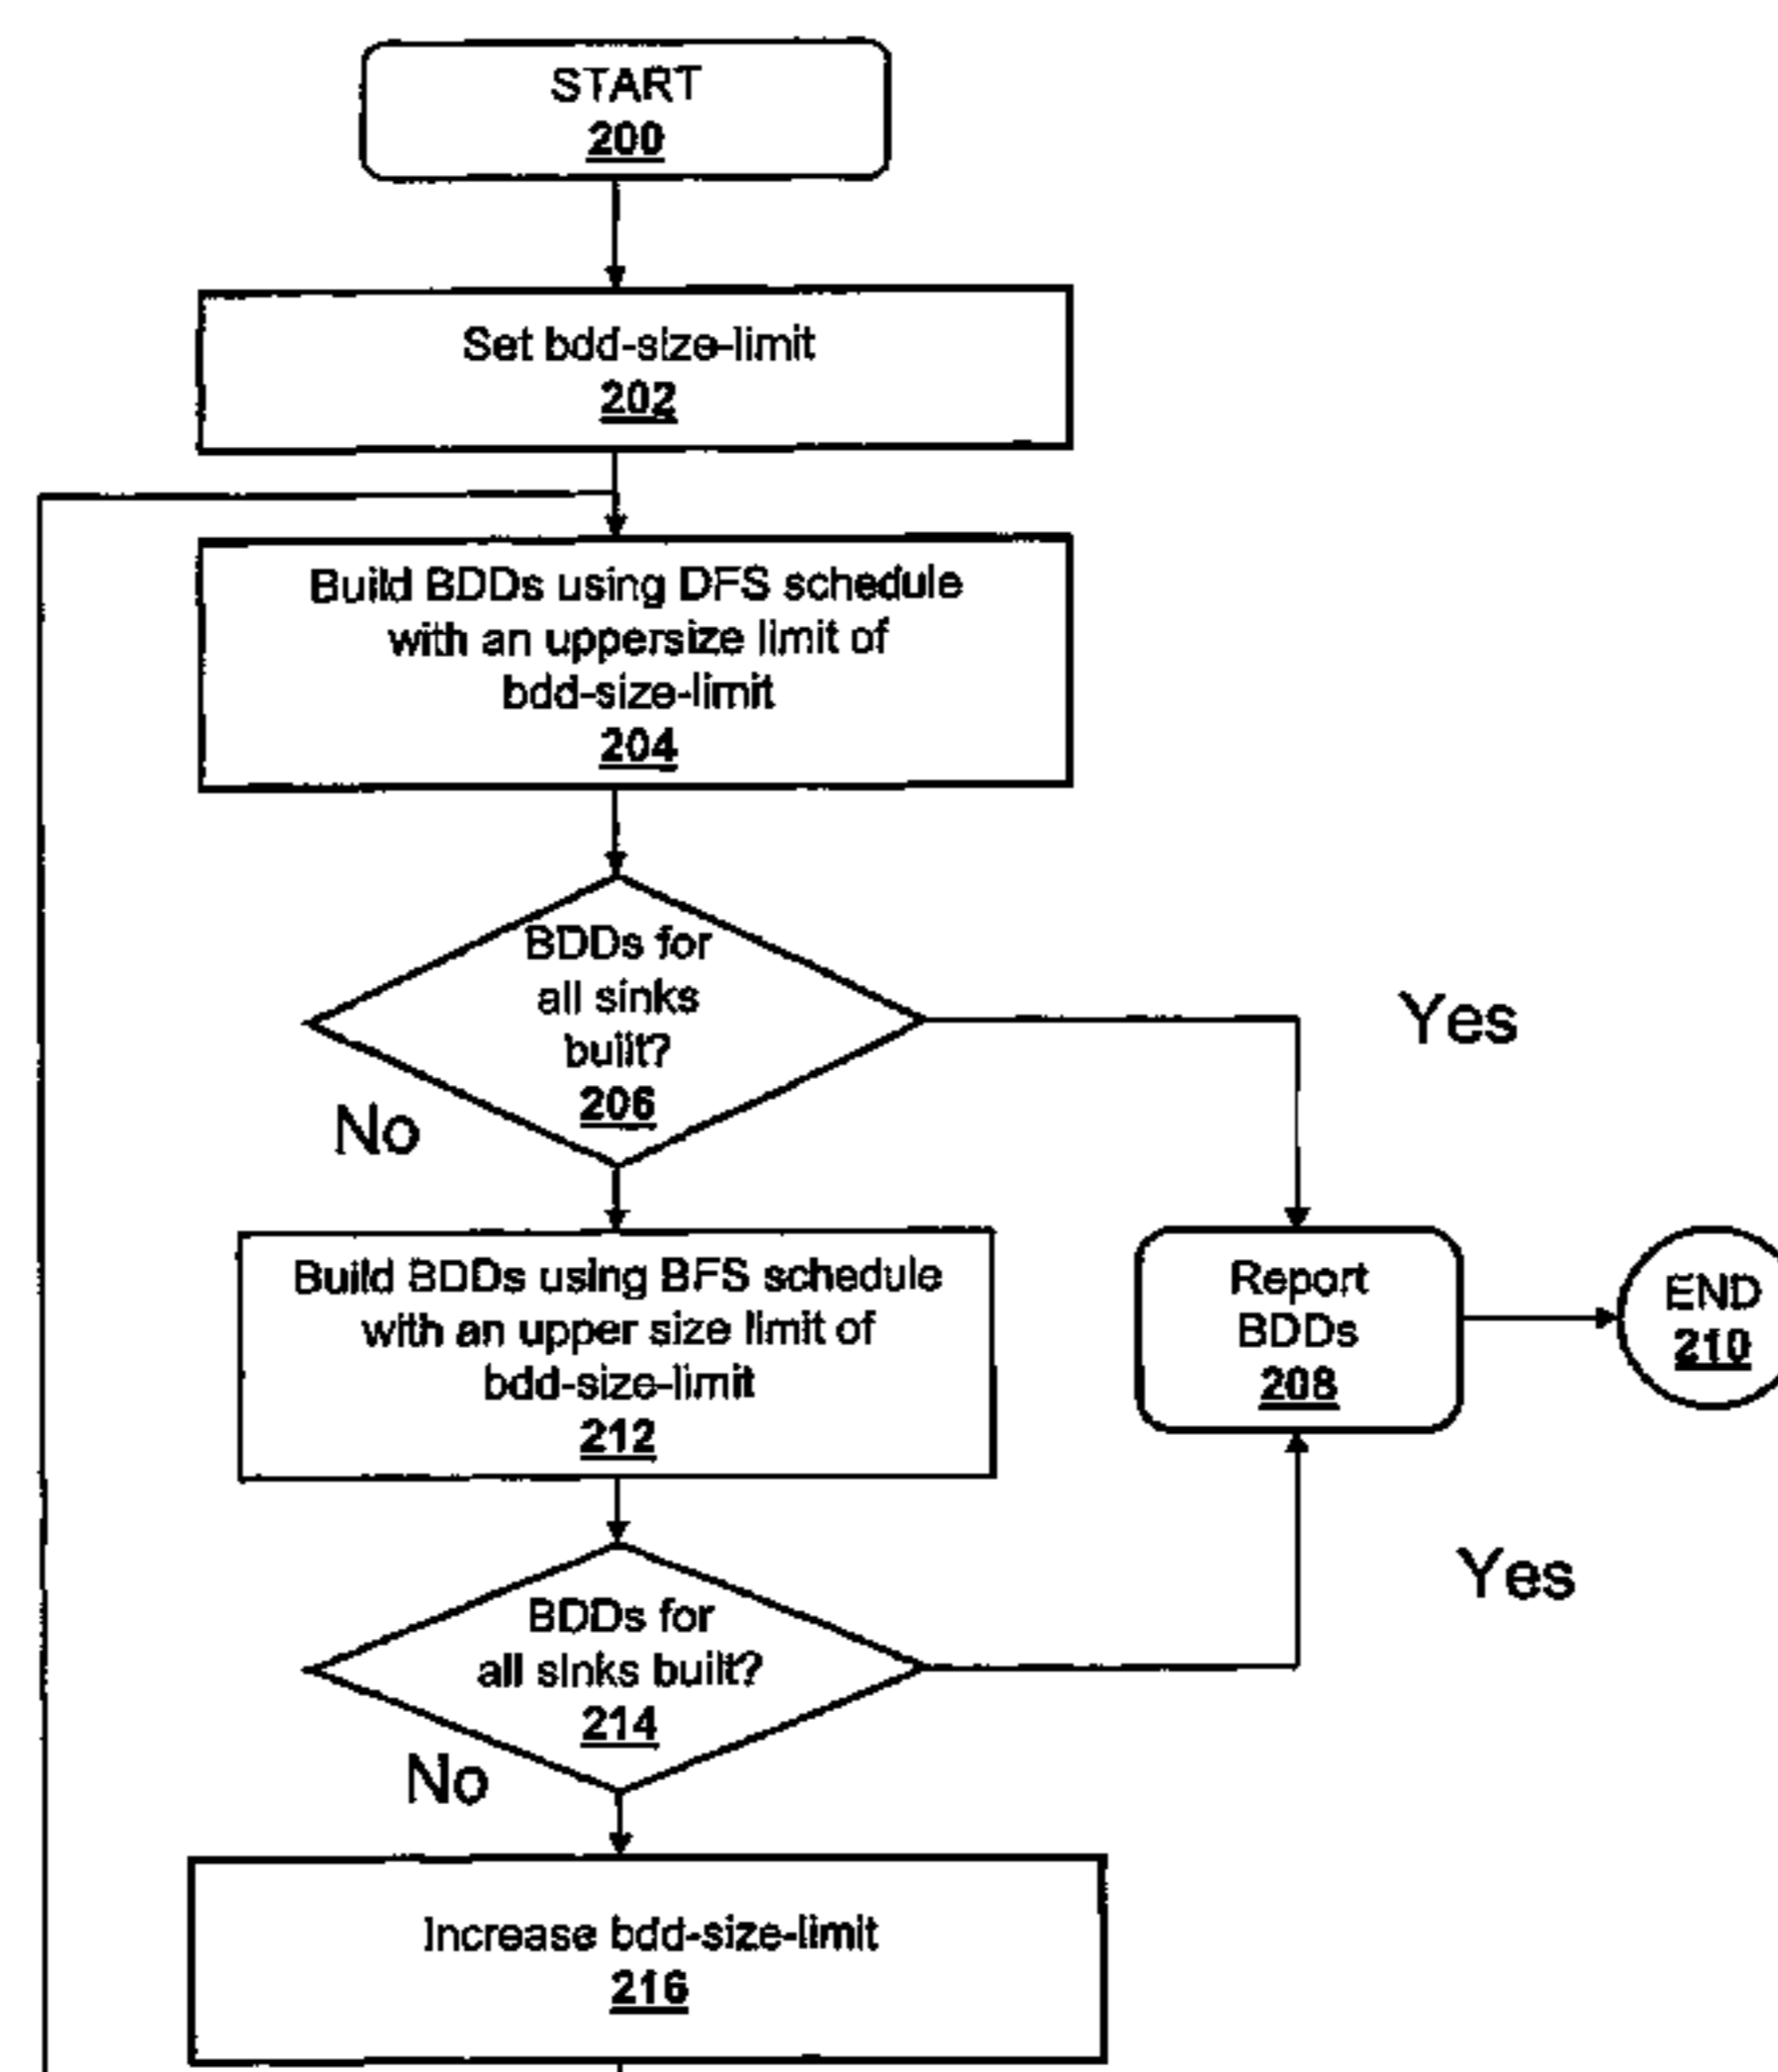 START
200
Set bdd-size-limit
202
Build BDDs using DFS schedule
with an uppersize limit of
bdd-size-limit
204
BDDs for
all sinks
built?
206
Yes
No
Build BDDs using BFS schedule
with an upper size limit of
bdd-size-limit
212
Report
BDDs
208
END
210
BDDs for
all sinks built?
214
Yes
No
Increase bdd-size-limit
216